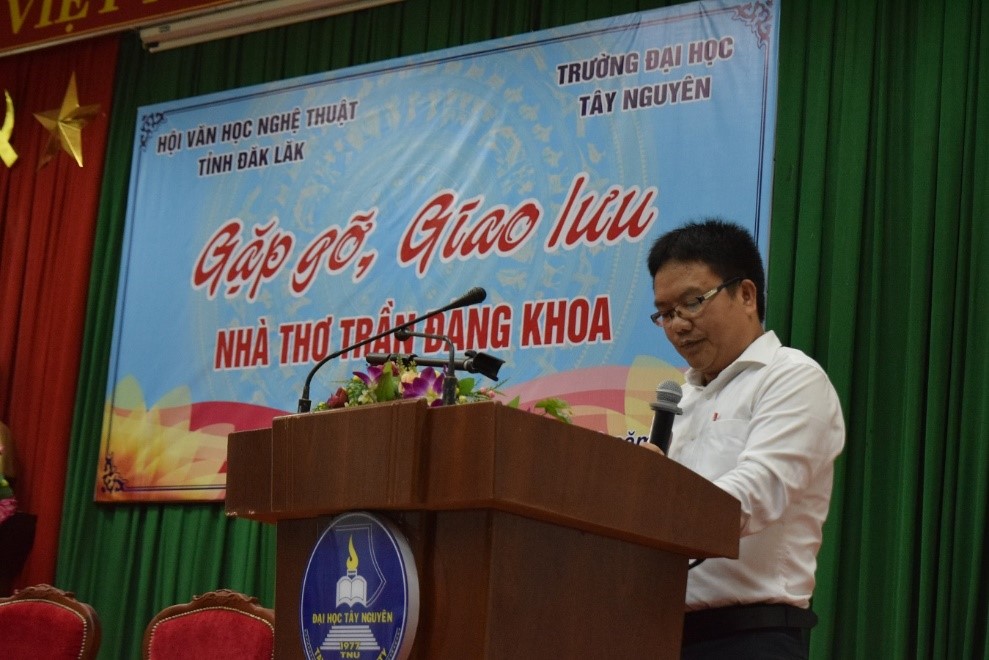 VIỆT
HỘI VĂN HỌC NGHỆ THUẬT
TỈNH ĐĂK LĂK
TRƯỜNG ĐẠI HỌC
TÂY NGUYÊN
Gặp gỡ, Giao lưu
NHÀ THƠ TRẦN ĐĂNG KHOA
ĐẠI HỌC TÂY NGUYÊN
1977
TNU